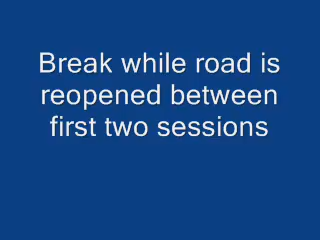 Break while road is
reopened between
first two sessions